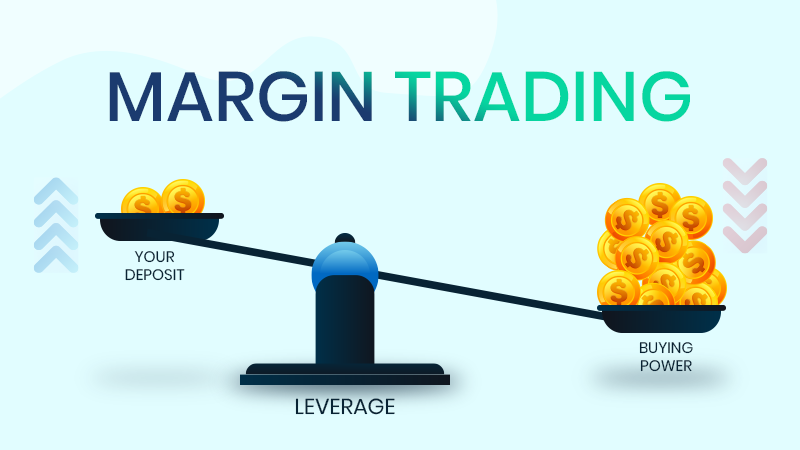 MARGIN TRADING
YOUR
DEPOSIT
BUYING
POWER
LEVERAGE